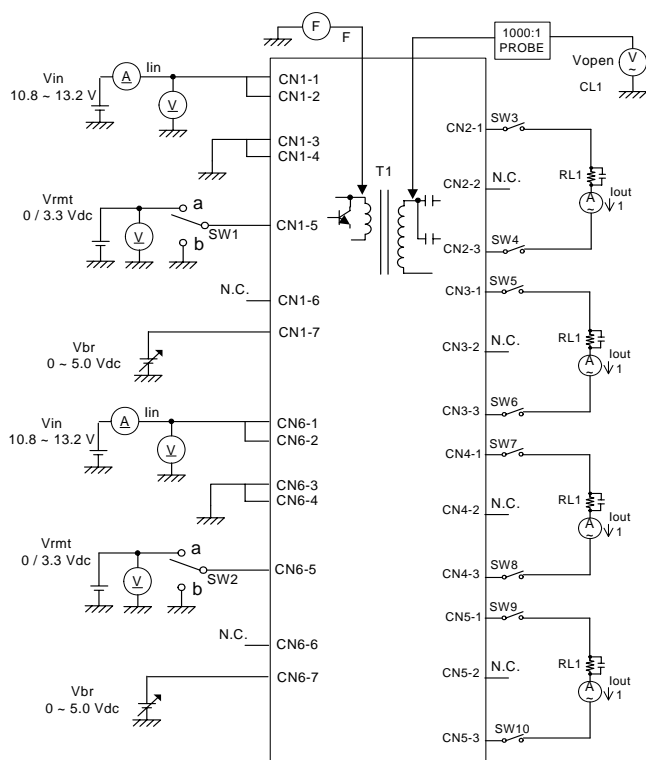 F
F
1000:1
PROBE
V
~
Vopen
CL1
Vin
10.8 ~ 13.2 V
A
Iin
V
CN1-1
CN1-2
CN1-3
CN1-4
Vrmt
0 / 3.3 Vdc
V
a
b
SW1
CN1-5
N.C.
CN1-6
CN1-7
Vbr
0 ~ 5.0 Vdc
Vin
10.8 ~ 13.2 V
A
Iin
V
CN6-1
CN6-2
CN6-3
CN6-4
Vrmt
0 / 3.3 Vdc
V
a
b
SW2
CN6-5
N.C.
CN6-6
CN6-7
Vbr
0 ~ 5.0 Vdc
T1
CN2-1
SW3
CN2-2
N.C.
RL1
A
~
Iout
1
CN2-3
SW4
CN3-1
SW5
CN3-2
N.C.
RL1
A
~
Iout
1
CN3-3
SW6
CN4-1
SW7
CN4-2
N.C.
RL1
A
~
Iout
1
CN4-3
SW8
CN5-1
SW9
CN5-2
N.C.
RL1
A
~
Iout
1
CN5-3
SW10